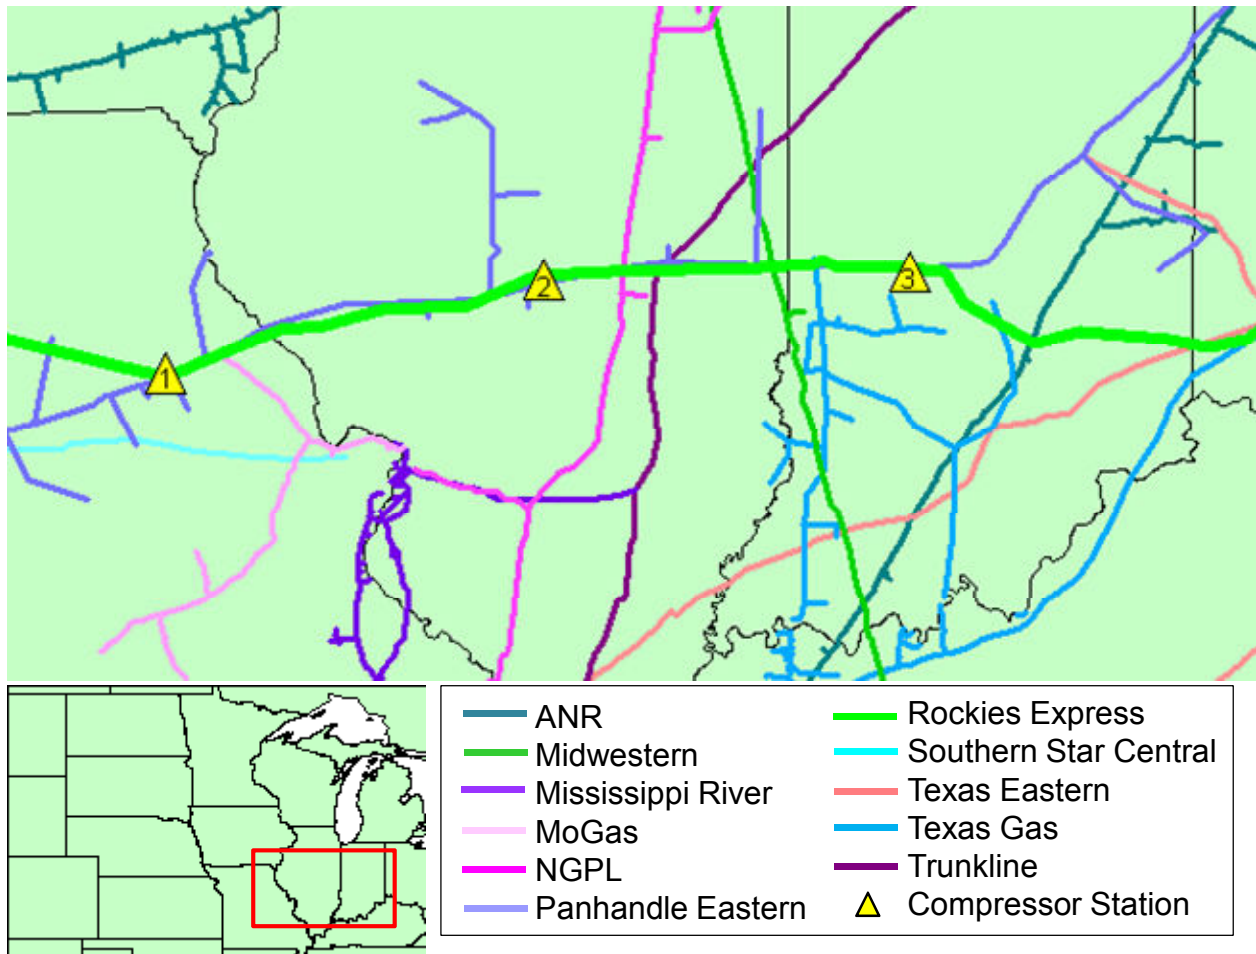 2
3
1
ANR
Midwestern
Mississippi River
MoGas
NGPL
Panhandle Eastern
Rockies Express
Southern Star Central
Texas Eastern
Texas Gas
Trunkline
Compressor Station